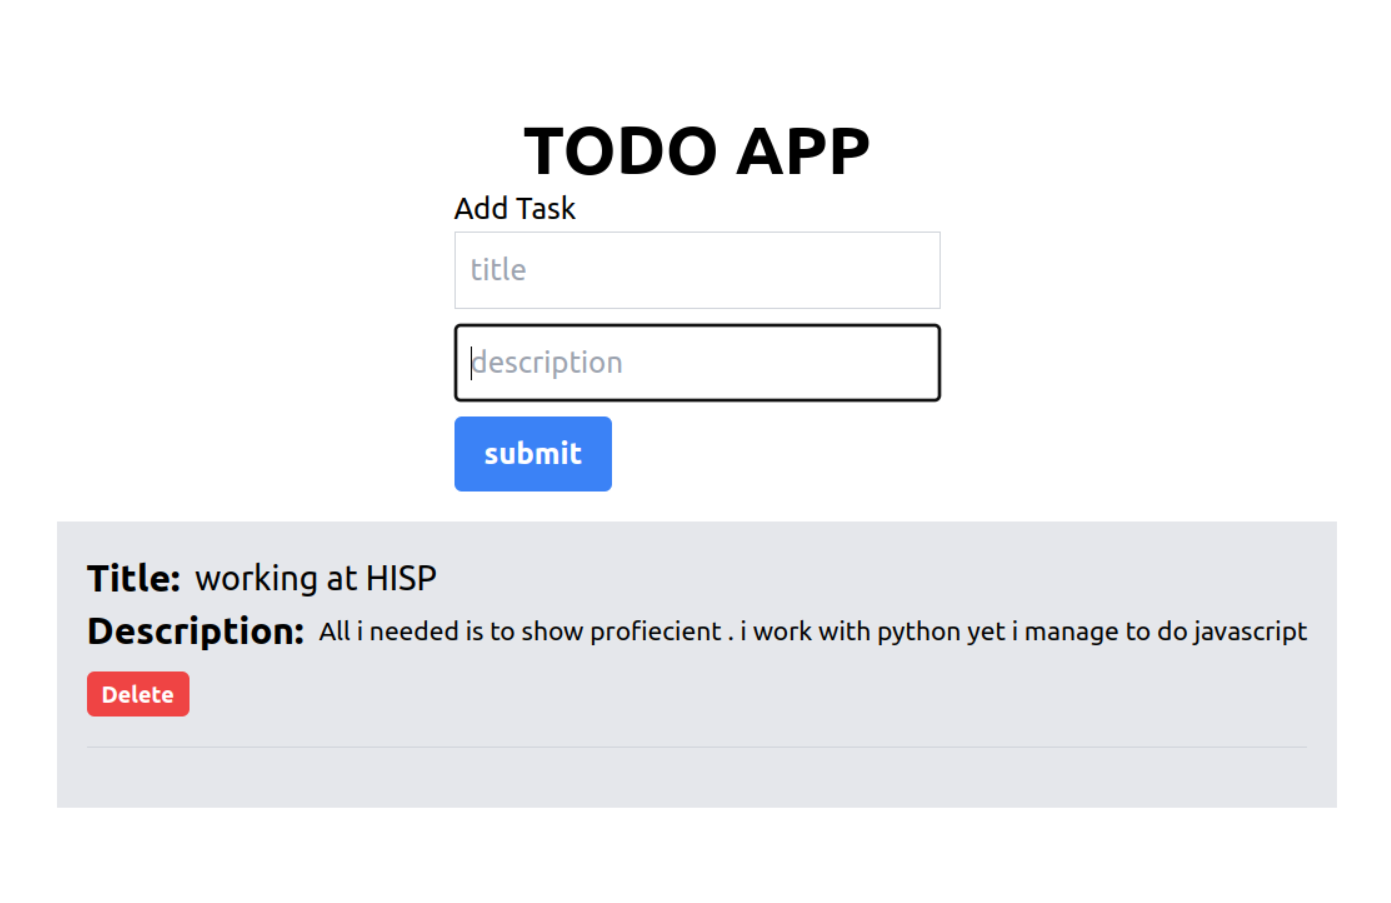 TODO APP
Add Task
title
description
submit
Title: working at HISP
Description: All i needed is to show profiecient . i work with python yet i manage to do javascript
Delete